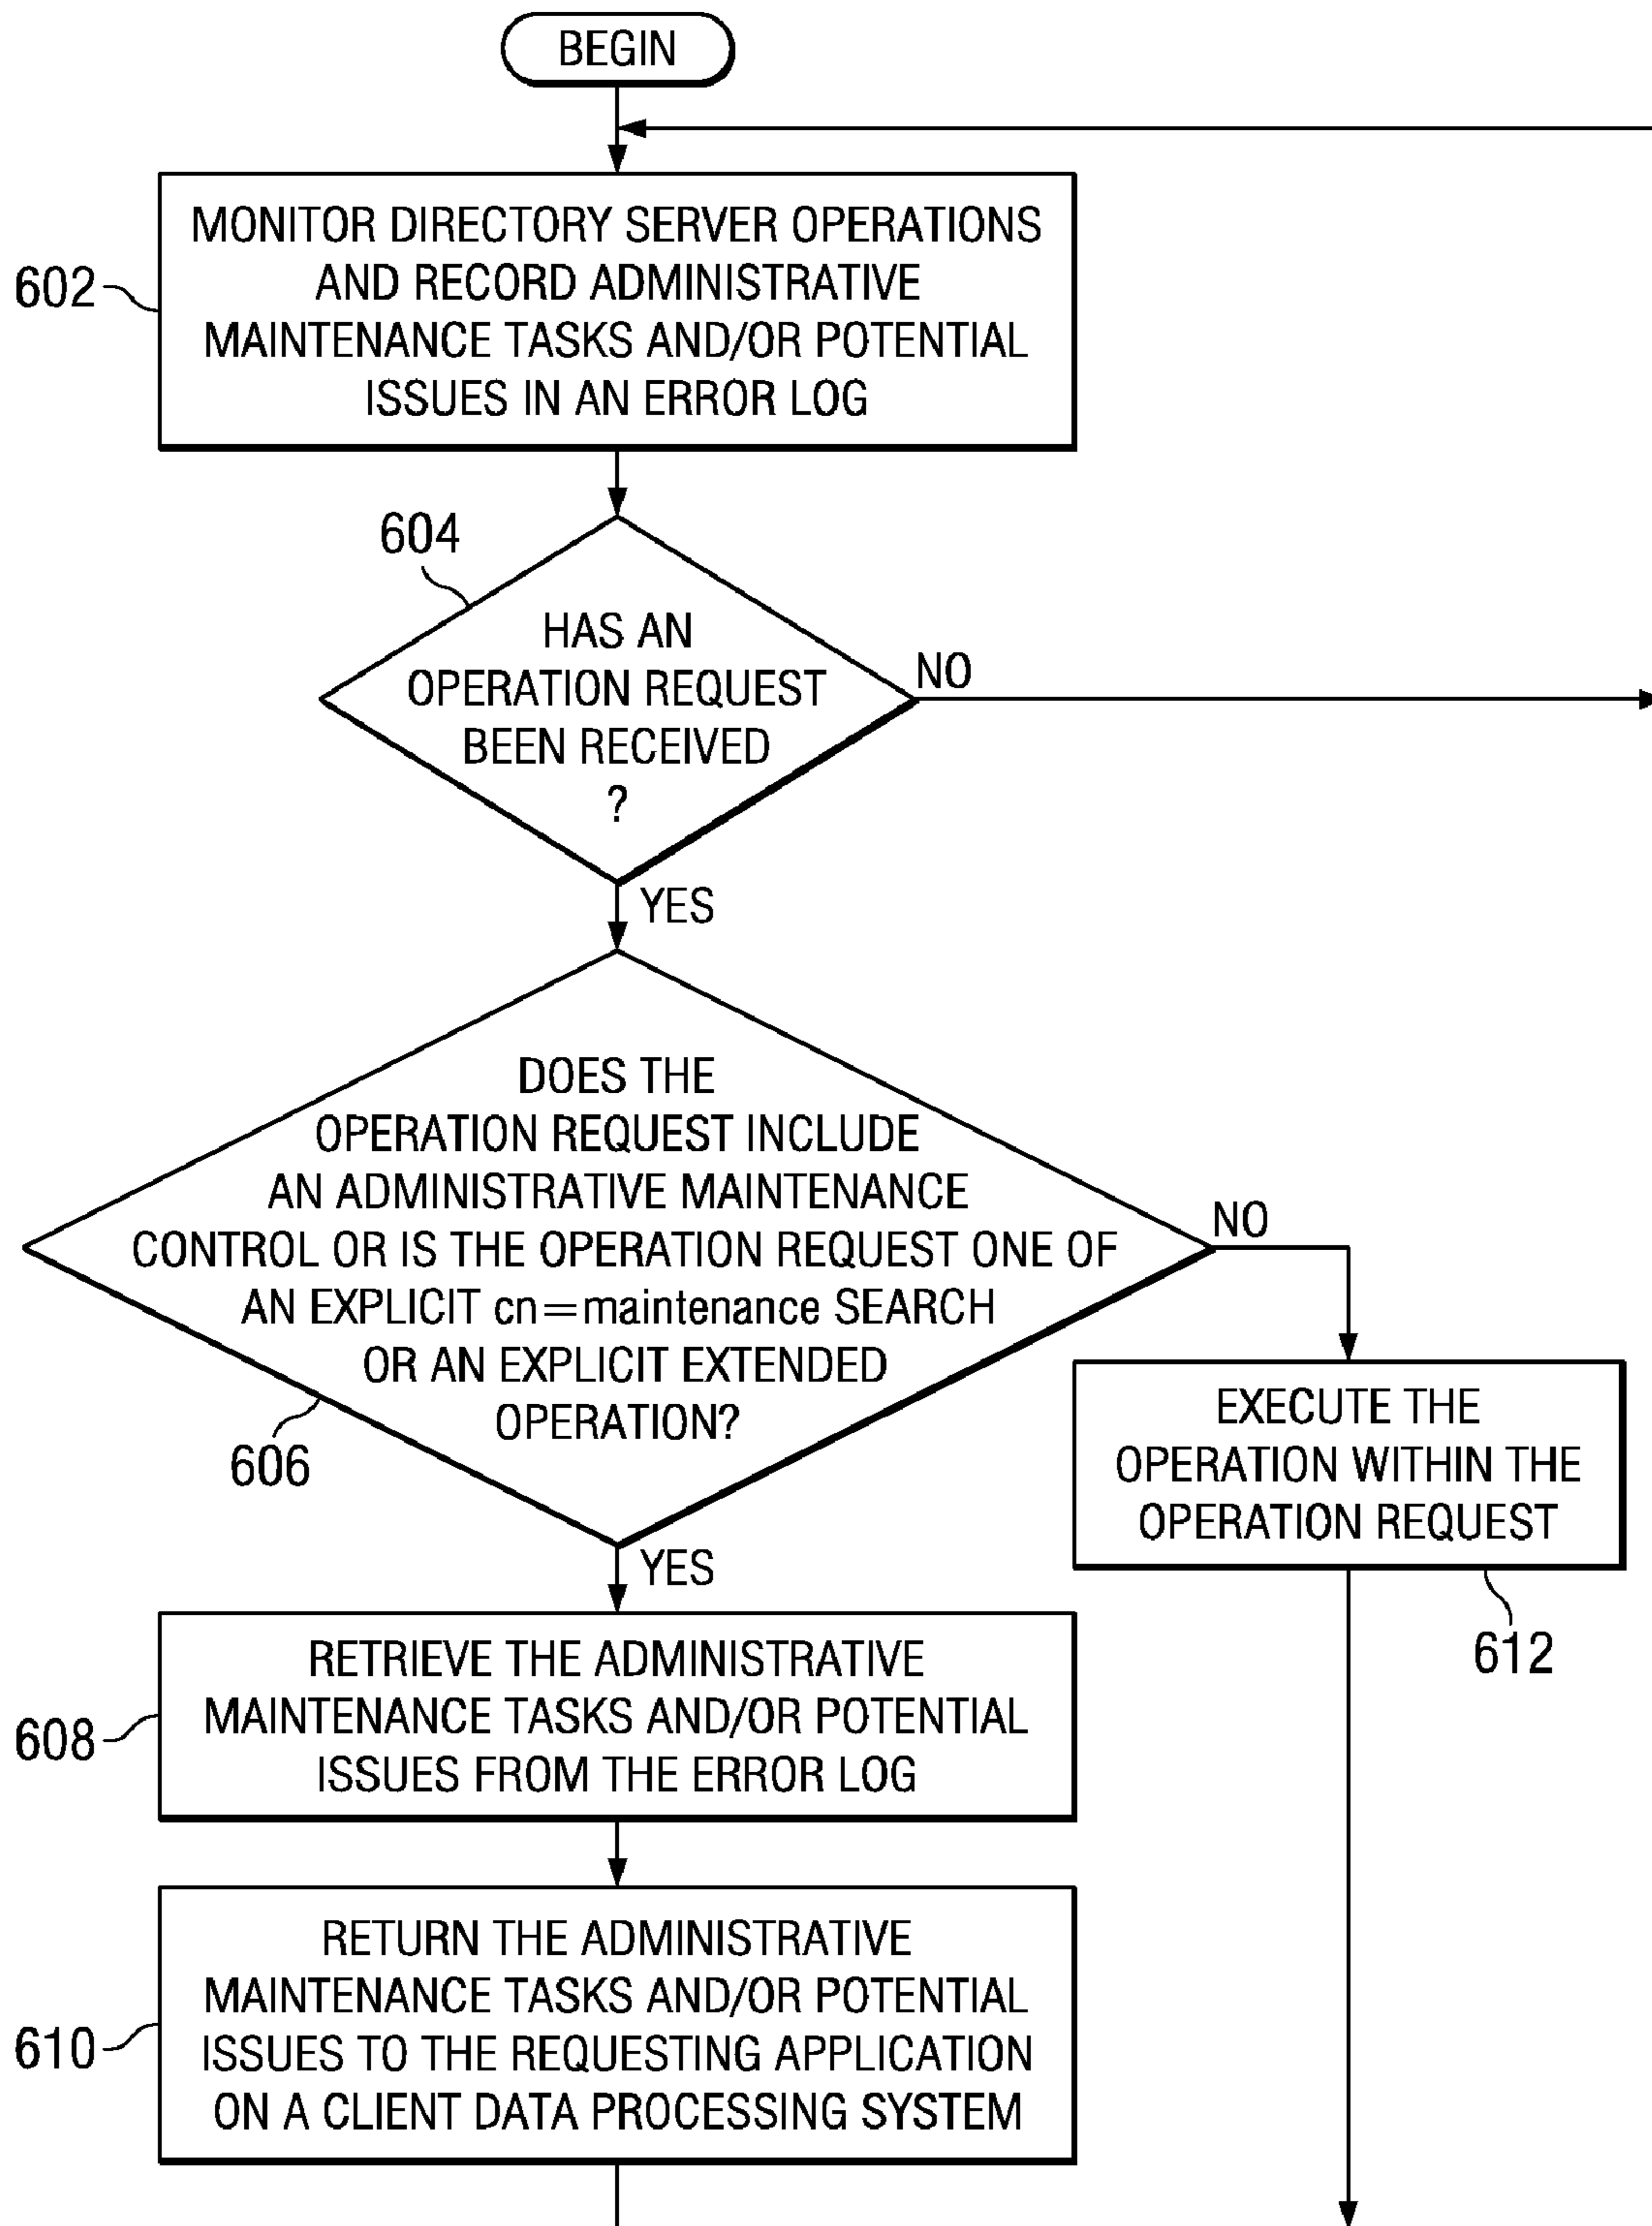 BEGIN
MONITOR DIRECTORY SERVER OPERATIONS
AND RECORD ADMINISTRATIVE
MAINTENANCE TASKS AND/OR POTENTIAL
ISSUES IN AN ERROR LOG
602
604
HAS AN
OPERATION REQUEST
BEEN RECEIVED
?
NO
YES
DOES THE
OPERATION REQUEST INCLUDE
AN ADMINISTRATIVE MAINTENANCE
CONTROL OR IS THE OPERATION REQUEST ONE OF
AN EXPLICIT cn=maintenance SEARCH
OR AN EXPLICIT EXTENDED
OPERATION?
606
NO
YES
EXECUTE THE
OPERATION WITHIN THE
OPERATION REQUEST
612
RETRIEVE THE ADMINISTRATIVE
MAINTENANCE TASKS AND/OR POTENTIAL
ISSUES FROM THE ERROR LOG
608
RETURN THE ADMINISTRATIVE
MAINTENANCE TASKS AND/OR POTENTIAL
ISSUES TO THE REQUESTING APPLICATION
ON A CLIENT DATA PROCESSING SYSTEM
610